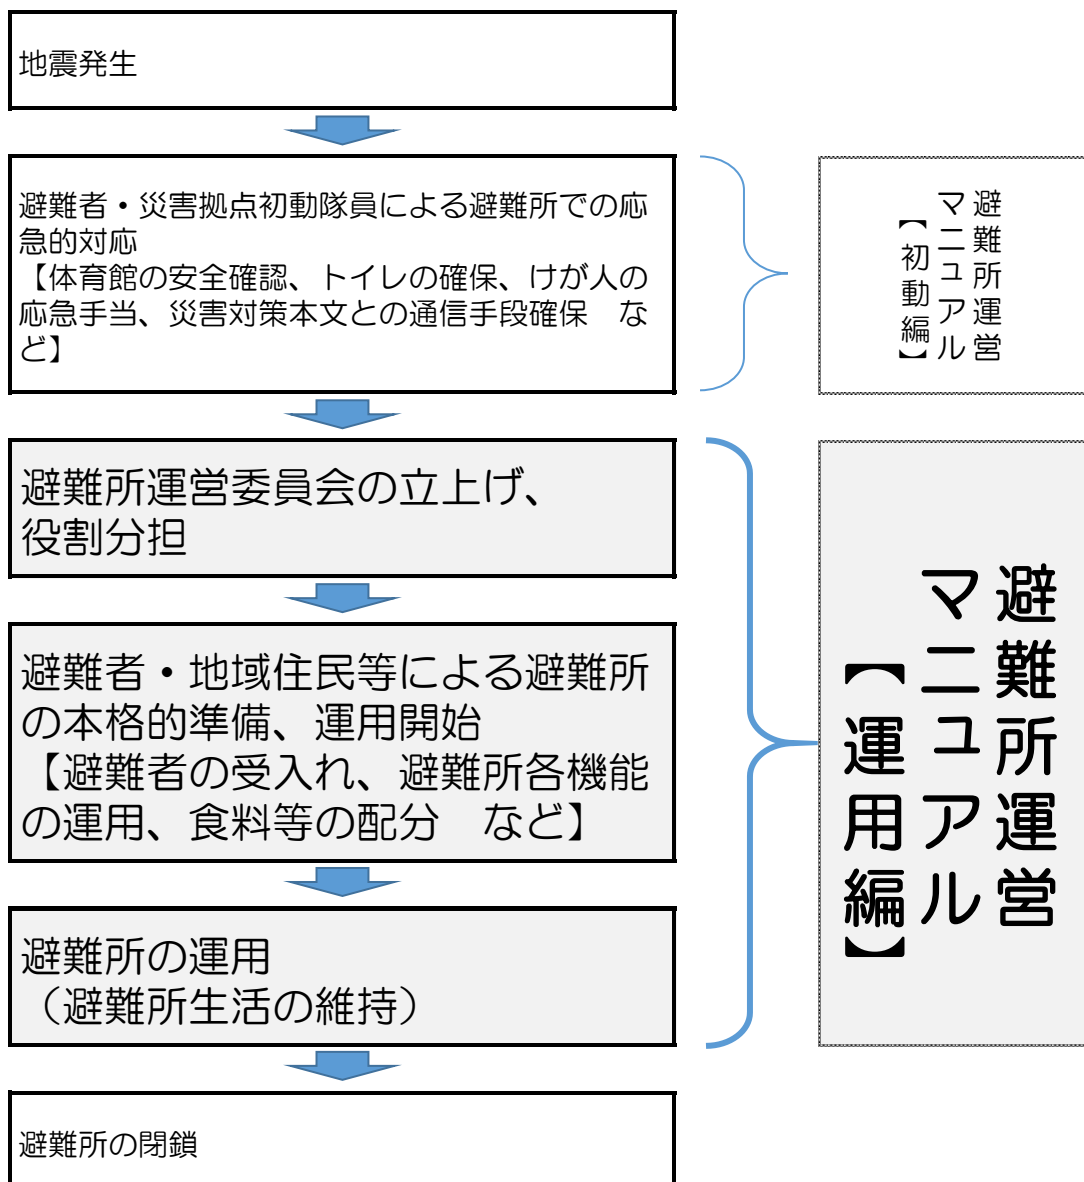 地震発生
避難者・災害拠点初動隊員による避難所での応
急的対応
【体育館の安全確認、トイレの確保、けが人の
応急手当、災害対策本文との通信手段確保　な
ど】
避難所運営
マニュアル
【初動編】
避難所運営委員会の立上げ、
役割分担
避難者・地域住民等による避難所
の本格的準備、運用開始
【避難者の受入れ、避難所各機能
の運用、食料等の配分　など】
避難所の運用
（避難所生活の維持）
避難所運営
マニュアル
【運用編】
避難所の閉鎖